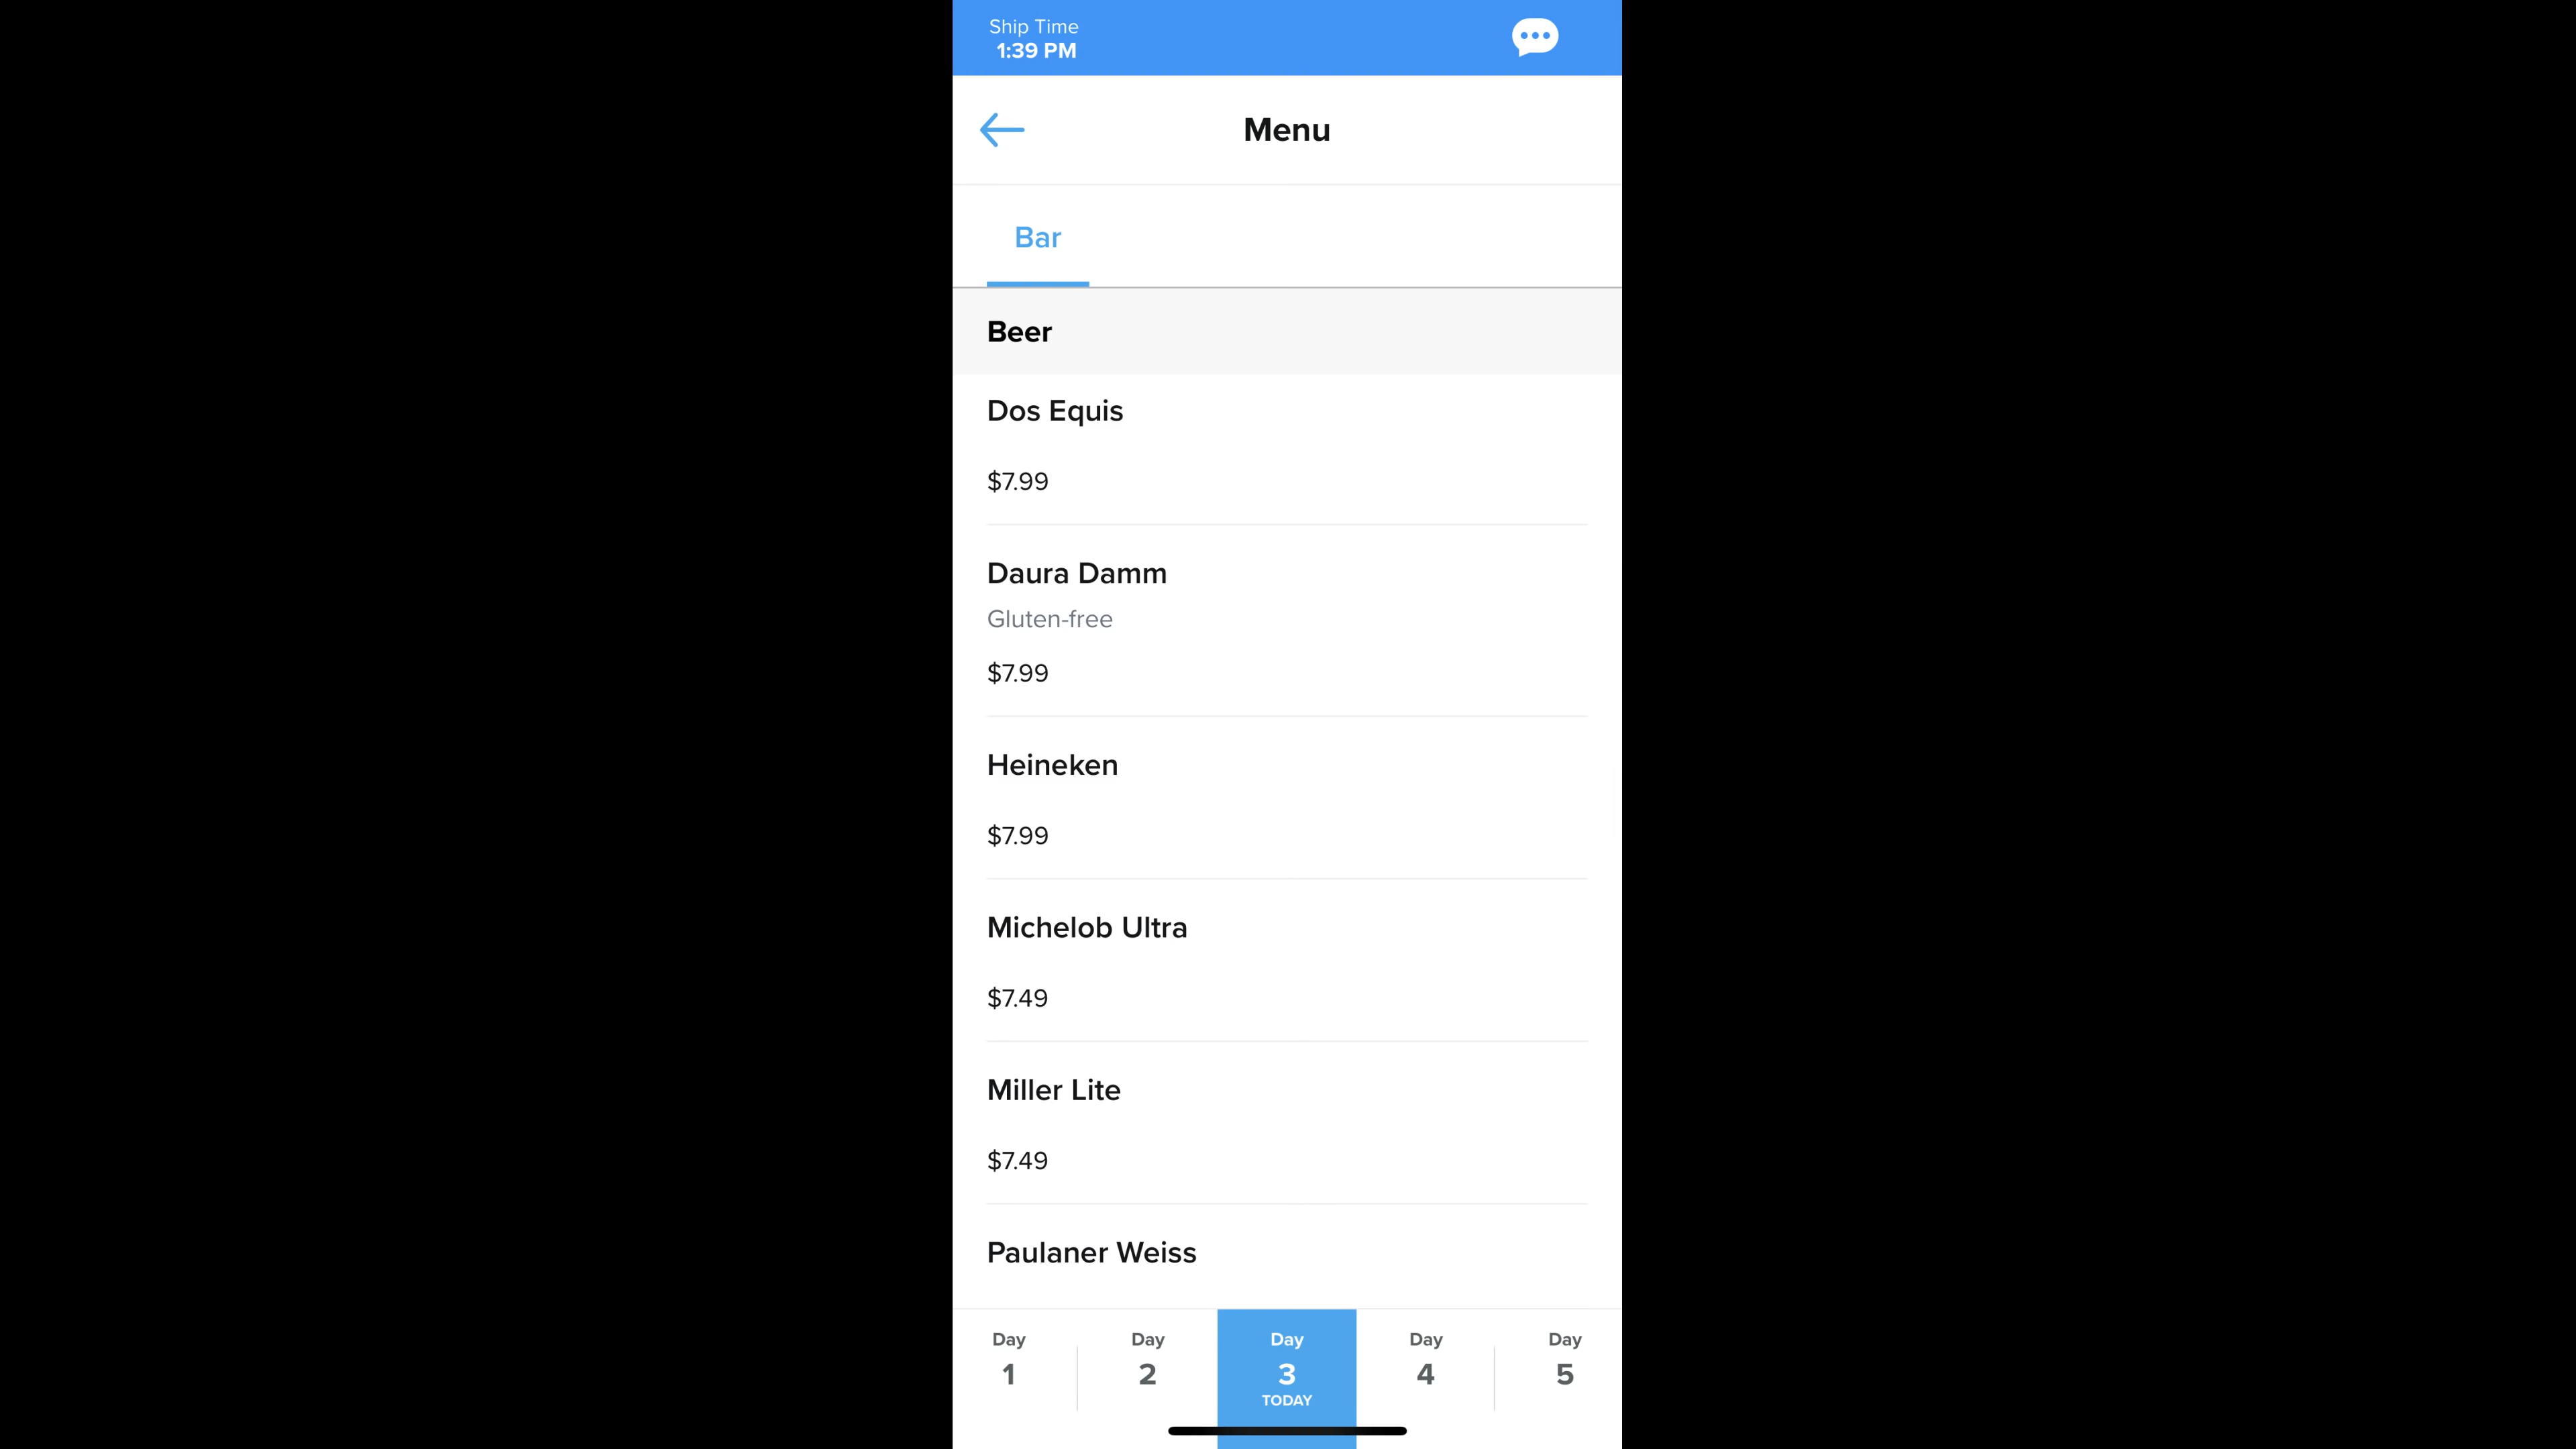 Ship Time
1:39 PM
Menu
Bar
Beer
Dos Equis
$7.99
Daura Damm
Gluten-free
$7.99
Heineken
$7.99
Michelob Ultra
$7.49
Miller Lite
$7.49
Paulaner Weiss
Day
1
Day
2
Day
3
TODAY
Day
4
Day
5